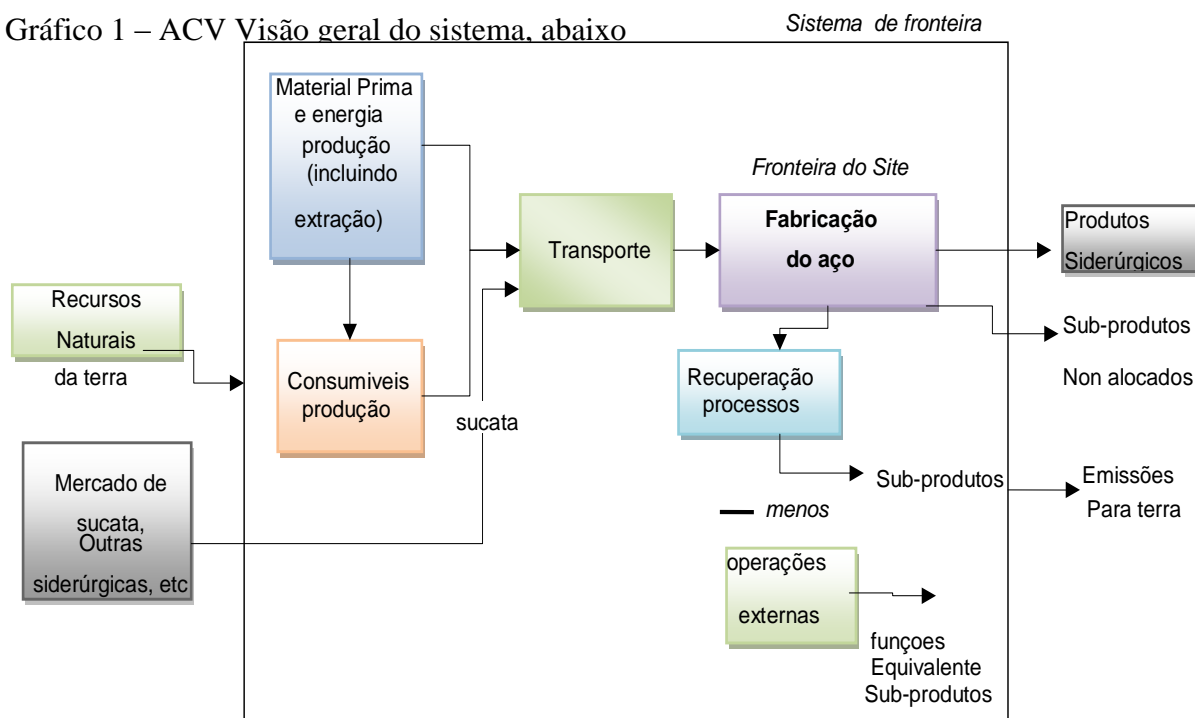 Gráfico 1 – ACV Visão geral do sistema, abaixo
Sistema de fronteira
Material Prima
e energia
produção
(incluindo
extração)
Fronteira do Site
Fabricação
do aço
Transporte
Produtos
Siderúrgicos
Recursos
Naturais
da terra
Sub-produtos
Non alocados
Consumiveis
produção
Recuperação
processos
sucata
Mercado de
sucata,
Outras
siderúrgicas, etc
Sub-produtos
Emissões
Para terra
menos
operações
externas
funçoes
Equivalente
Sub-produtos